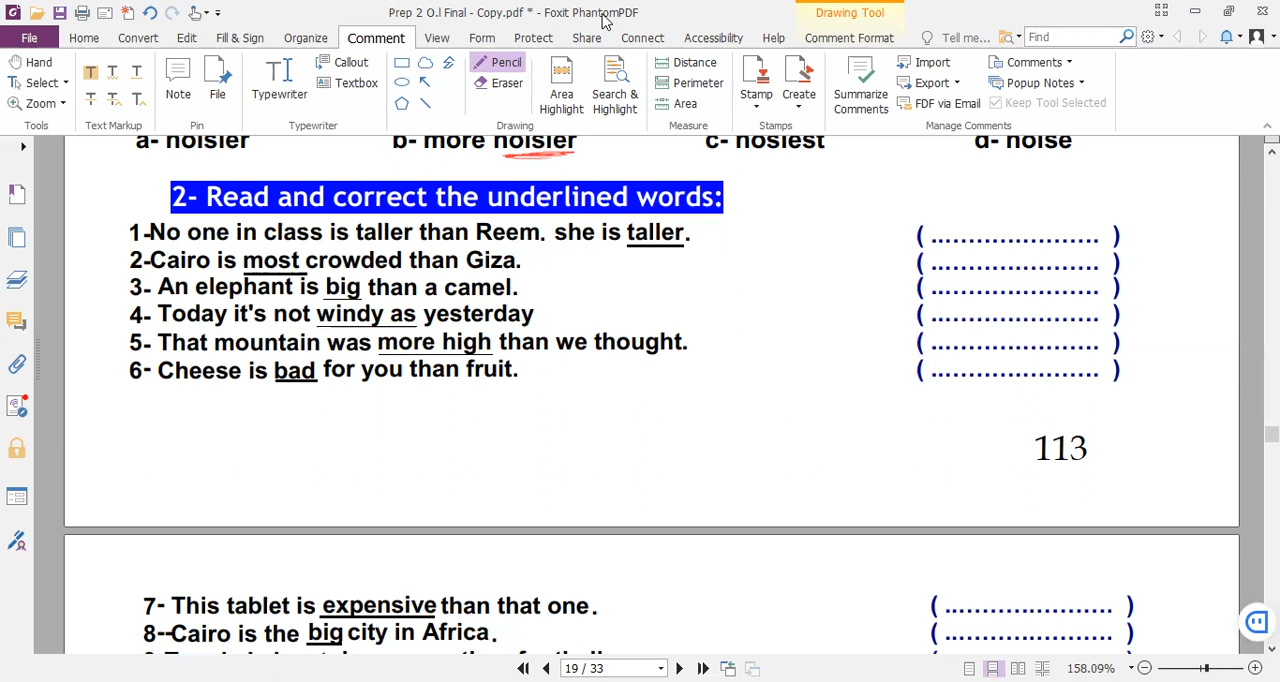 Prep 2 O.l Final - Copy.pdf * - Foxit PhantomPDF
Drawing Tool
File Home Convert Edit Fill & Sign Organize Comment View Form Protect Share Connect Accessibility Help Comment Format Tell me... Find
Hand
Select
Zoom
Tools
Text Markup
Note
File
Pin
Typewriter
Callout
Textbox
Typewriter
Pencil
Eraser
Drawing
Area Highlight
Search & Highlight
Distance
Perimeter
Area
Measure
Stamp
Create
Stamps
Summarize Comments
Import
Export
FDF via Email
Comments
Popup Notes
Keep Tool Selected
Manage Comments
a- noisier b- more noisier c- nosiest d- noise
2- Read and correct the underlined words:
1-No one in class is taller than Reem. she is taller. ( ........................ )
2-Cairo is most crowded than Giza. ( ........................ )
3- An elephant is big than a camel. ( ........................ )
4- Today it's not windy as yesterday ( ........................ )
5- That mountain was more high than we thought. ( ........................ )
6- Cheese is bad for you than fruit. ( ........................ )
113
7- This tablet is expensive than that one. ( ........................ )
8--Cairo is the big city in Africa. ( ........................ )
19 / 33
158.09%